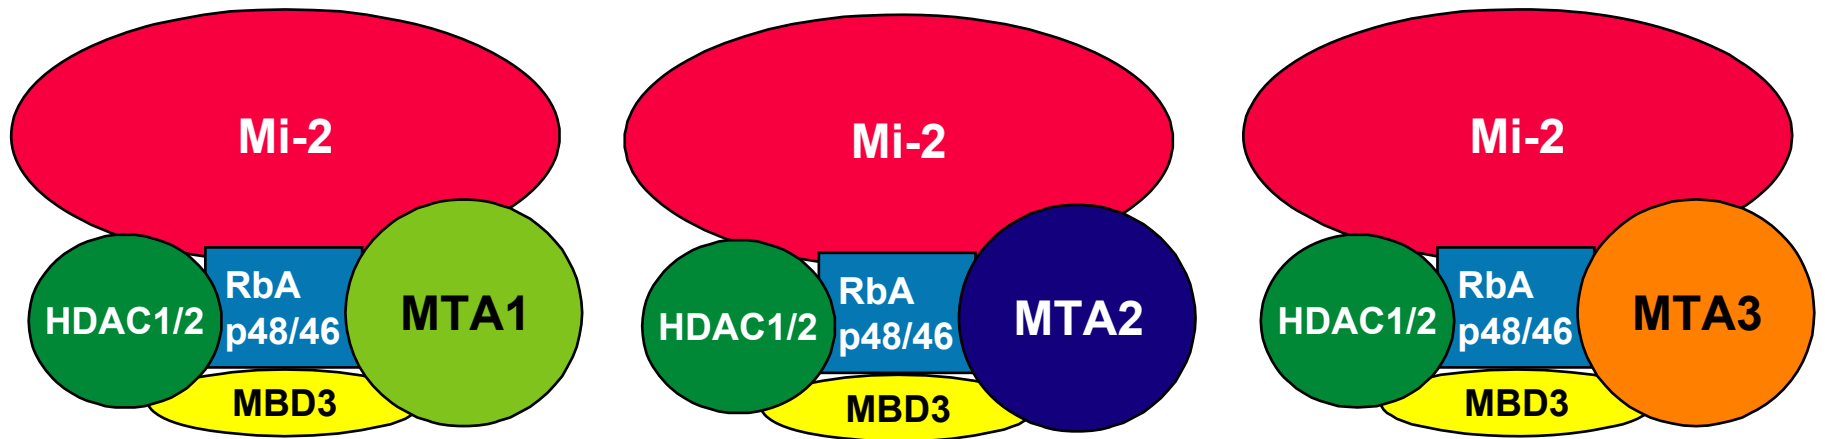 Mi-2
HDAC1/2
RbA
p48/46
MTA1
MBD3
Mi-2
HDAC1/2
RbA
p48/46
MTA2
MBD3
Mi-2
HDAC1/2
RbA
p48/46
MTA3
MBD3